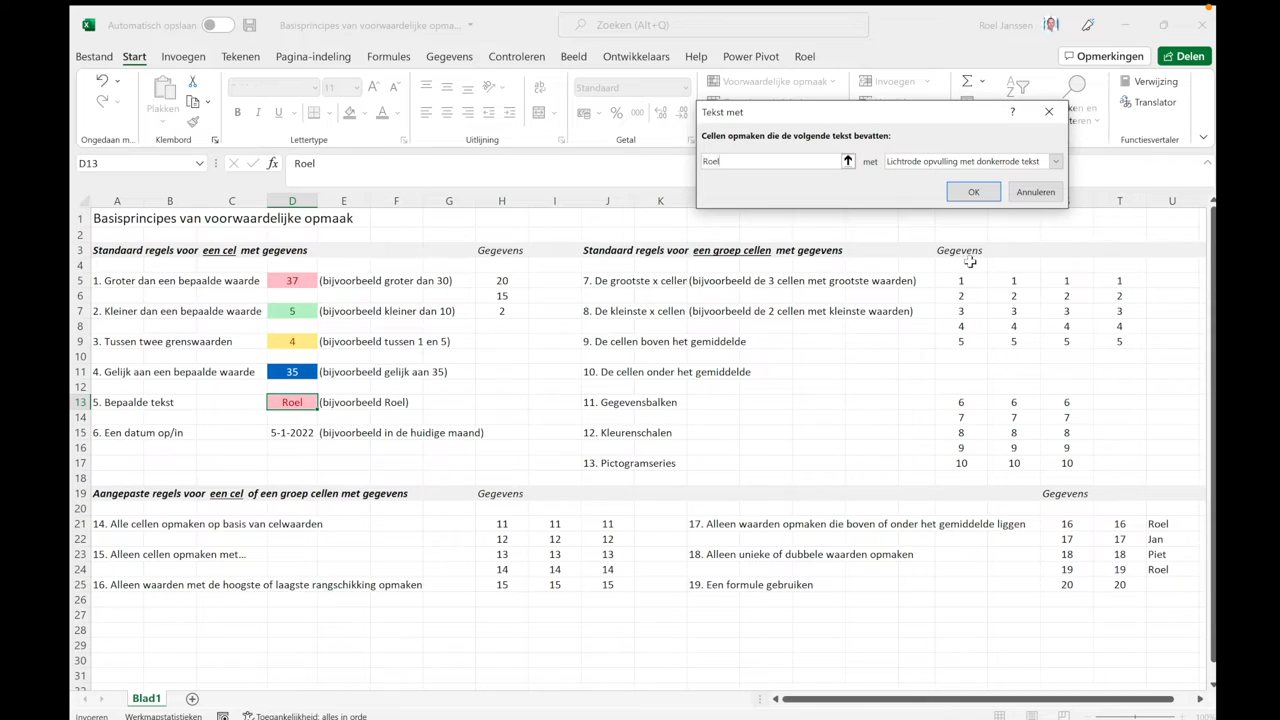 Automatisch opslaan
Basisprincipes van voorwaardelijke opma...
Zoeken (Alt+Q)
Roel Janssen
Bestand Start Invoegen Tekenen Pagina-indeling Formules Gegevens Controleren Beeld Ontwikkelaars Help Power Pivot Roel
Opmerkingen
Delen
Plakken
11
Standaard
Voorwaardelijke opmaak
Invoegen
Verwijzing
Translator
Ongedaan m...
Klembord
Lettertype
Uitlijning
Getal
Tekst met
Cellen opmaken die de volgende tekst bevatten:
Roel met Lichtrode opvulling met donkerrode tekst
OK Annuleren
D13 fx Roel
A B C D E F G H I J K T U
1 Basisprincipes van voorwaardelijke opmaak
2
3 Standaard regels voor een cel met gegevens Gegevens Standaard regels voor een groep cellen met gegevens Gegevens
4
5 1. Groter dan een bepaalde waarde 37 (bijvoorbeeld groter dan 30) 20 7. De grootste x celler (bijvoorbeeld de 3 cellen met grootste waarden) 1 1 1 1
6 15 2 2 2 2
7 2. Kleiner dan een bepaalde waarde 5 (bijvoorbeeld kleiner dan 10) 2 8. De kleinste x cellen (bijvoorbeeld de 2 cellen met kleinste waarden) 3 3 3 3
8 4 4 4 4
9 3. Tussen twee grenswaarden 4 (bijvoorbeeld tussen 1 en 5) 9. De cellen boven het gemiddelde 5 5 5 5
10
11 4. Gelijk aan een bepaalde waarde 35 (bijvoorbeeld gelijk aan 35) 10. De cellen onder het gemiddelde
12
13 5. Bepaalde tekst Roel (bijvoorbeeld Roel) 11. Gegevensbalken 6 6 6
14 7 7 7
15 6. Een datum op/in 5-1-2022 (bijvoorbeeld in de huidige maand) 12. Kleurenschalen 8 8 8
16 9 9 9
17 13. Pictogramseries 10 10 10
18
19 Aangepaste regels voor een cel of een groep cellen met gegevens Gegevens Gegevens
20
21 14. Alle cellen opmaken op basis van celwaarden 11 11 11 17. Alleen waarden opmaken die boven of onder het gemiddelde liggen 16 16 Roel
22 12 12 12 17 17 Jan
23 15. Alleen cellen opmaken met... 13 13 13 18. Alleen unieke of dubbele waarden opmaken 18 18 Piet
24 14 14 14 19 19 Roel
25 16. Alleen waarden met de hoogste of laagste rangschikking opmaken 15 15 15 19. Een formule gebruiken 20 20
26
27
28
29
30
31
Blad1
Invoeren Werkmapstatistieken Toegankelijkheid: alles in orde